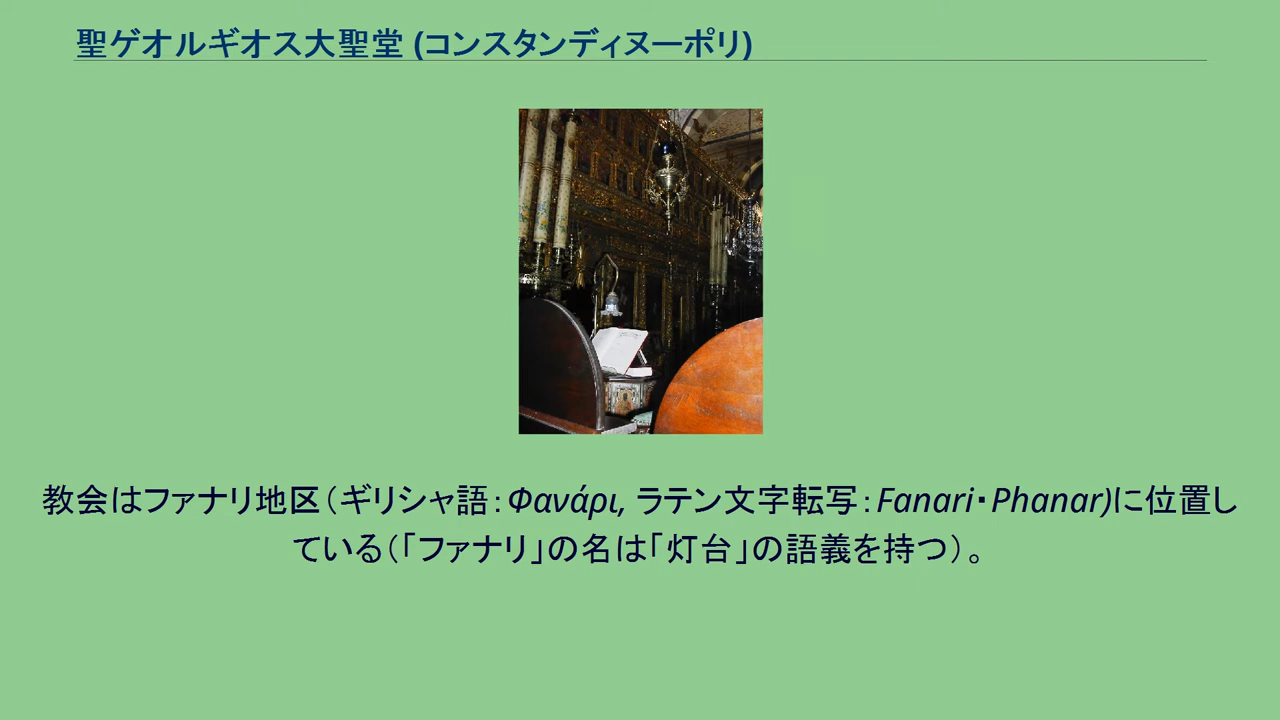 聖ゲオルギオス大聖堂 (コンスタンディヌーポリ)
教会はファナリ地区（ギリシャ語：Φανάρι, ラテン文字転写：Fanari・Phanar)に位置し
ている（「ファナリ」の名は「灯台」の語義を持つ）。